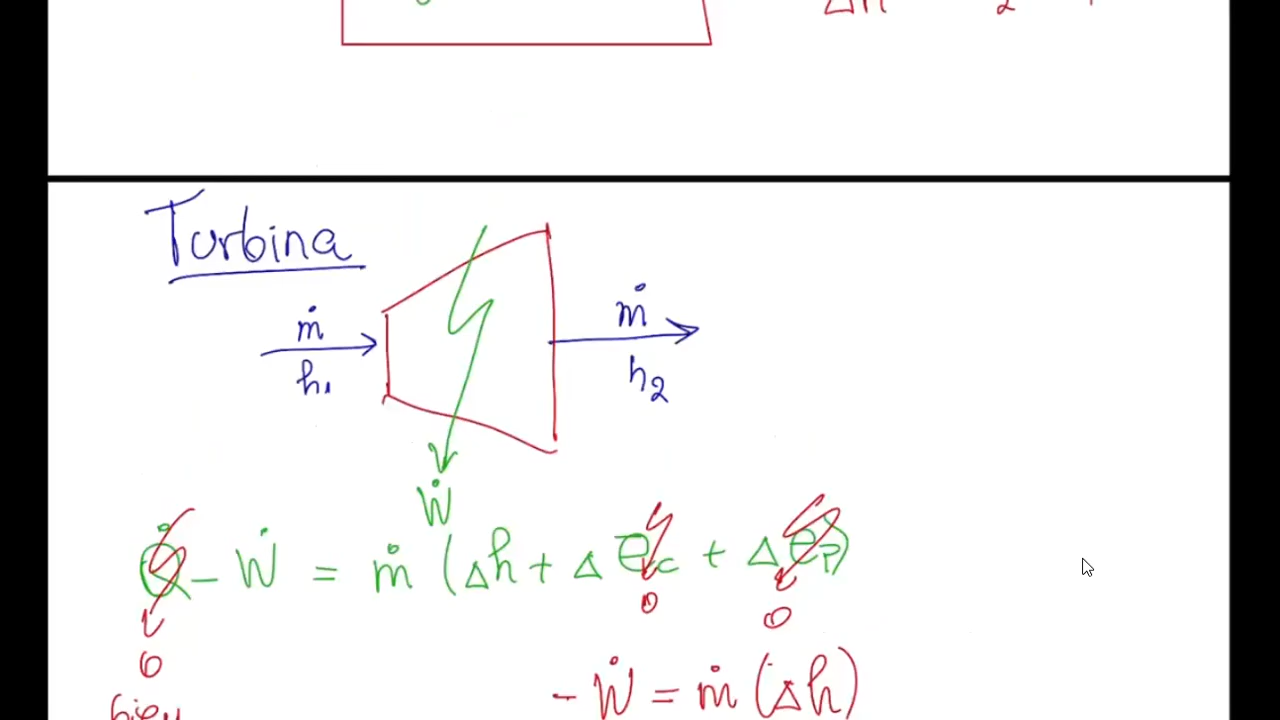 Turbina
ṁ
h₁
ṁ
h₂
Ẇ
Q̇ - Ẇ = ṁ (Δh + Δec + Δep)
0
0
0
- Ẇ = ṁ (Δh)